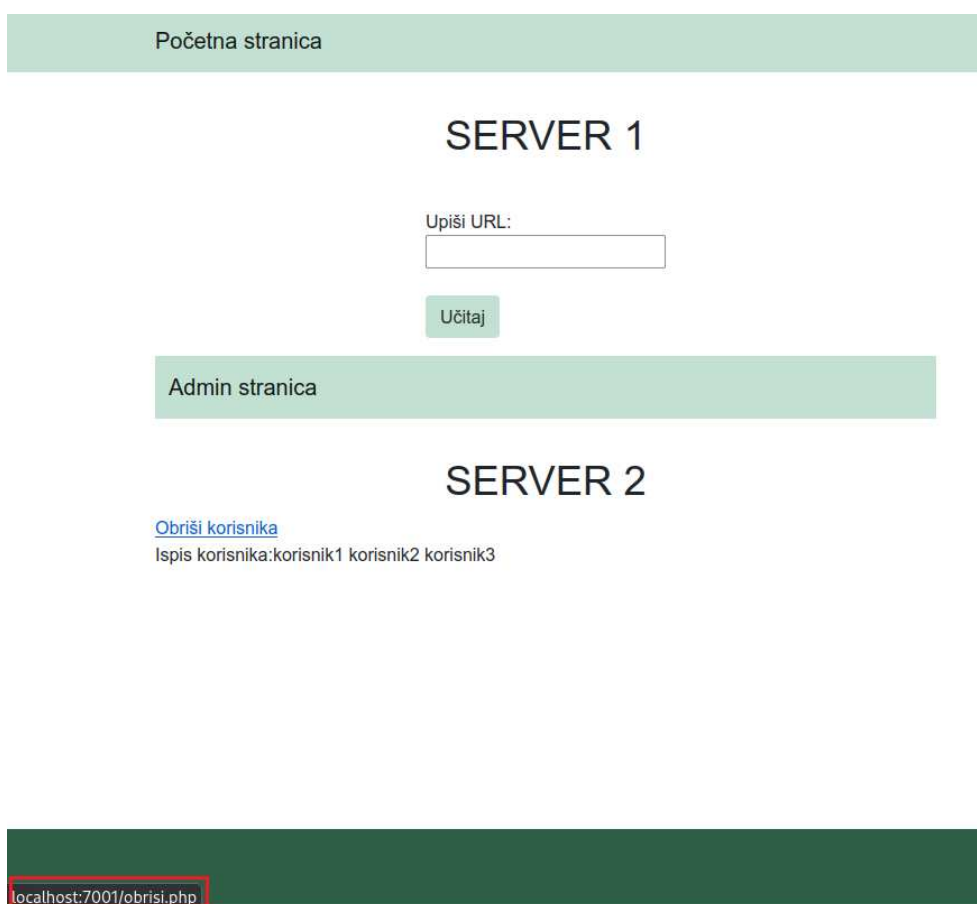 Početna stranica
SERVER 1
Upiši URL:
Učitaj
Admin stranica
SERVER 2
Obriši korisnika
Ispis korisnika:korisnik1 korisnik2 korisnik3
localhost:7001/obrisi.php